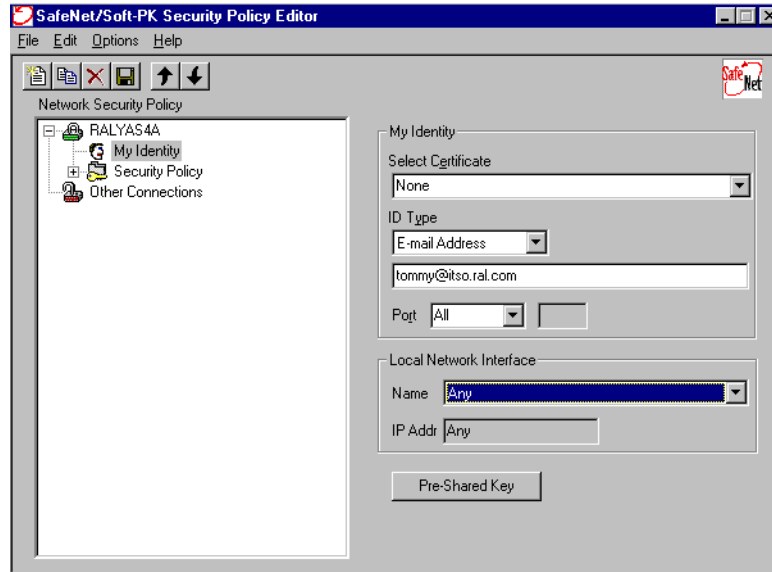 SafeNet/Soft-PK Security Policy Editor
File Edit Options Help
Safe Net
Network Security Policy
RALYAS4A
My Identity
Security Policy
Other Connections
My Identity
Select Certificate
None
ID Type
E-mail Address
tommy@itso.ral.com
Port All
Local Network Interface
Name Any
IP Addr Any
Pre-Shared Key